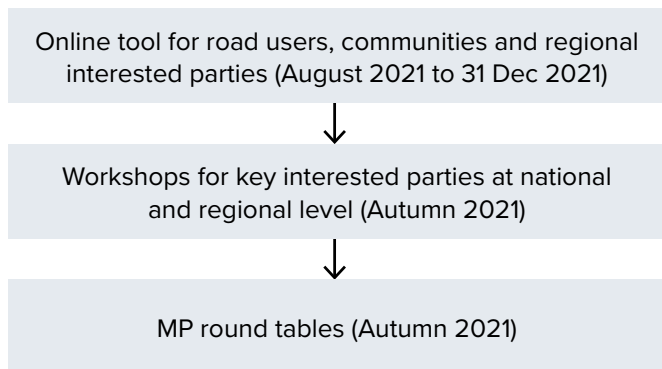 Online tool for road users, communities and regional
interested parties (August 2021 to 31 Dec 2021)
Workshops for key interested parties at national
and regional level (Autumn 2021)
MP round tables (Autumn 2021)